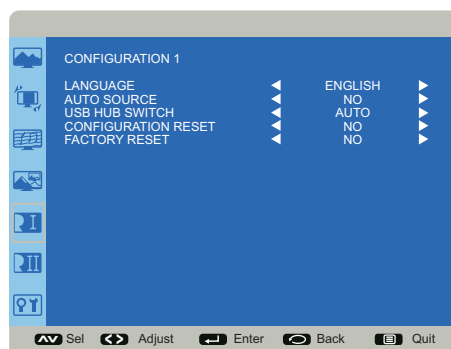 CONFIGURATION 1
LANGUAGE ENGLISH
AUTO SOURCE NO
USB HUB SWITCH AUTO
CONFIGURATION RESET NO
FACTORY RESET NO
I
II
Sel Adjust Enter Back Quit